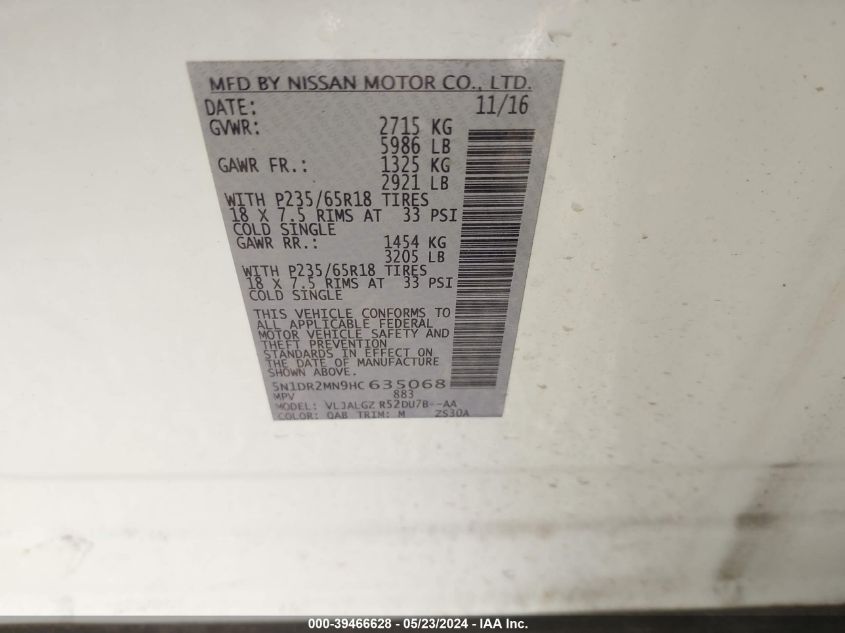 MFD BY NISSAN MOTOR CO., LTD.
DATE: 11/16
GVWR: 2715 KG
5986 LB
GAWR FR.: 1325 KG
2921 LB
WITH P235/65R18 TIRES
18 X 7.5 RIMS AT 33 PSI
COLD SINGLE
GAWR RR.: 1454 KG
3205 LB
WITH P235/65R18 TIRES
18 X 7.5 RIMS AT 33 PSI
COLD SINGLE
THIS VEHICLE CONFORMS TO
ALL APPLICABLE FEDERAL
MOTOR VEHICLE SAFETY AND
THEFT PREVENTION
STANDARDS IN EFFECT ON
THE DATE OF MANUFACTURE
SHOWN ABOVE.
5N1DR2MN9HC 635068
MPV 883
MODEL: VLJALGZ R52DU7B--AA
COLOR: QAB TRIM: M ZS30A
000-39466628 - 05/23/2024 - IAA Inc.